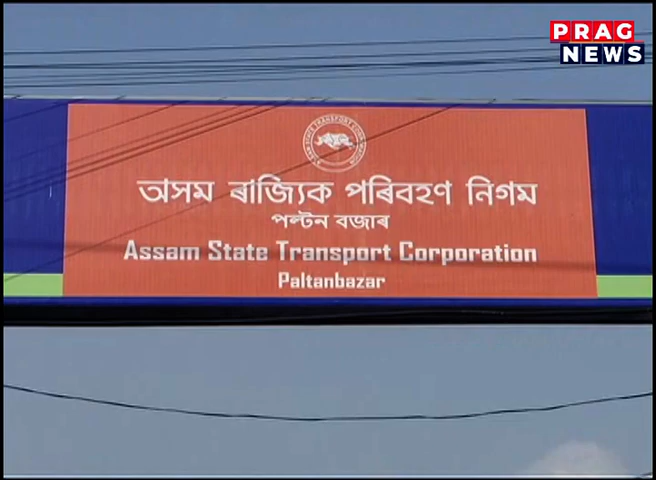 PRAG
NEWS
অসম ৰাজ্যিক পৰিবহণ নিগম
পল্টন বজাৰ
Assam State Transport Corporation
Paltanbazar